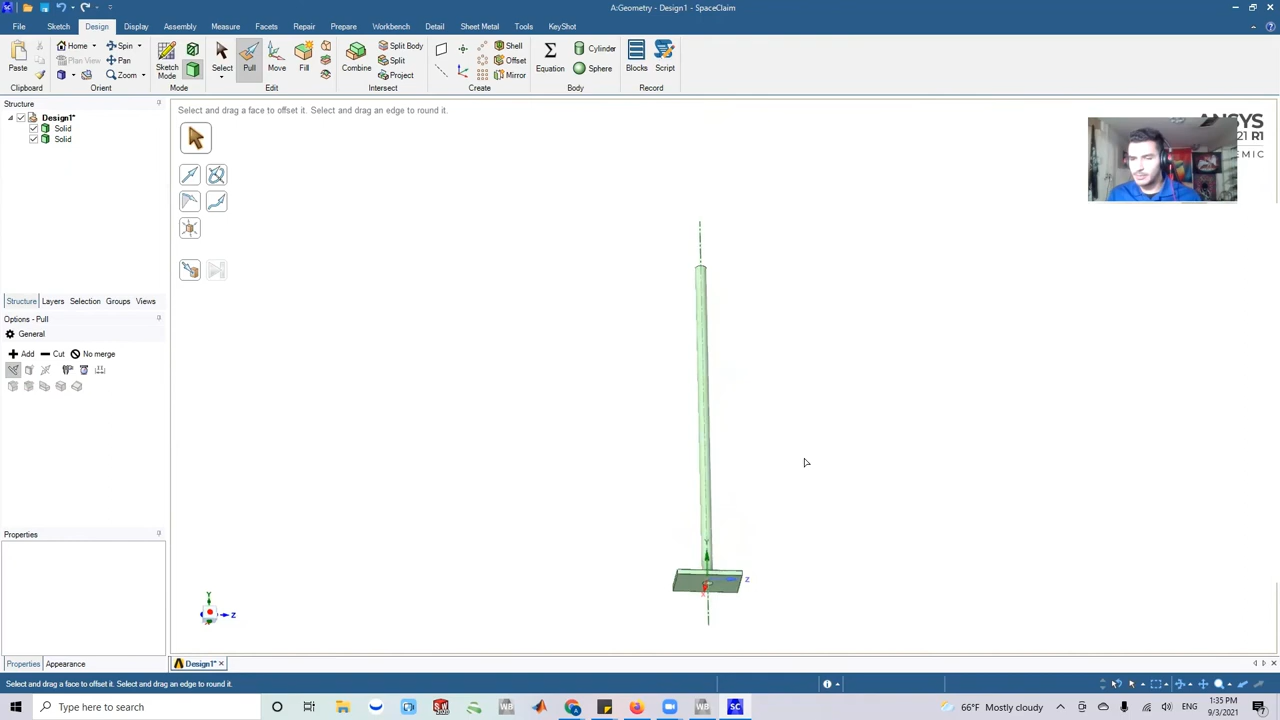 A:Geometry - Design1 - SpaceClaim
File Sketch Design Display Assembly Measure Facets Repair Prepare Workbench Detail Sheet Metal Tools KeyShot
Paste
Clipboard
Home Spin
Plan View Pan
Zoom
Orient
Sketch Mode
Mode
Select Pull Move Fill
Edit
Combine
Split Body
Split
Project
Intersect
Shell
Offset
Mirror
Create
Equation
Cylinder
Sphere
Body
Blocks Script
Record
Structure
Design1*
Solid
Solid
Select and drag a face to offset it. Select and drag an edge to round it.
ANSYS
21 R1
EMIC
Structure Layers Selection Groups Views
Options - Pull
General
Add Cut No merge
Properties
Y
Z
X
Y
Z
Properties Appearance
Design1*
Select and drag a face to offset it. Select and drag an edge to round it.
Type here to search
66°F Mostly cloudy
ENG
1:35 PM
9/3/2021